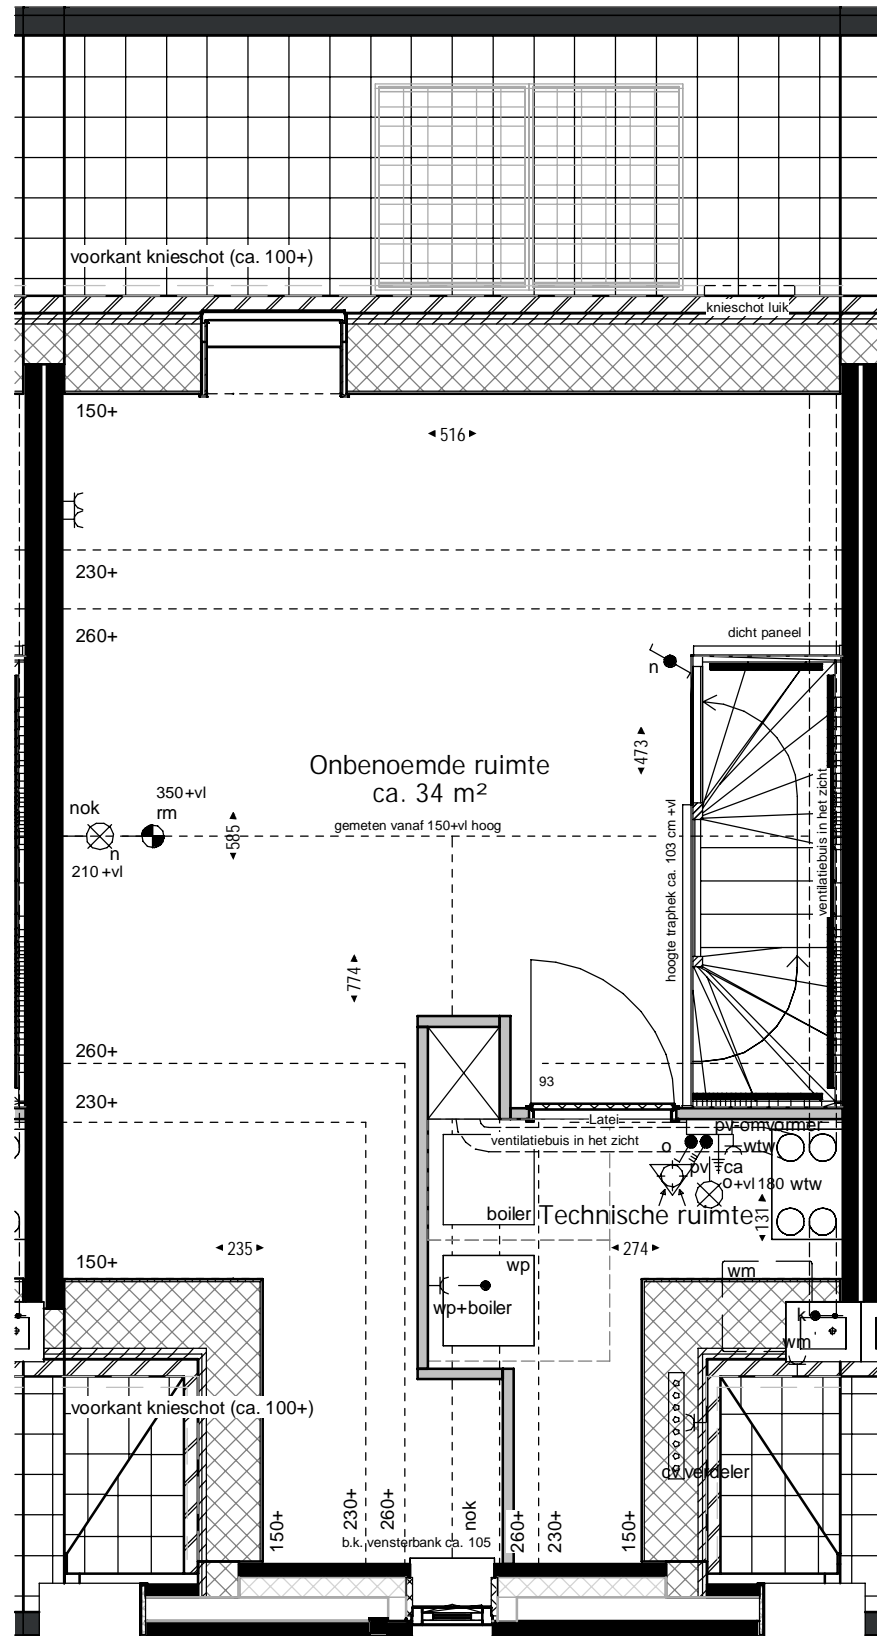 voorkant knieschot (ca. 100+)
knieschot luik
150+
516
230+
260+
dicht paneel
n
473
Onbenoemde ruimte
ca. 34 m²
gemeten vanaf 150+vl hoog
350+vl
rm
nok
n
210+vl
585
hoogte traphek ca. 103 cm +vl
ventilatiebuis in het zicht
774
260+
93
230+
Latei
ventilatiebuis in het zicht
pv-omvormer
o
wtw
pv
ca
o+vl 180
wtw
boiler
Technische ruimte
131
235
274
150+
wp
wm
wp+boiler
k
wm
voorkant knieschot (ca. 100+)
cv verdeler
150+
230+
260+
nok
260+
230+
150+
b.k. vensterbank ca. 105